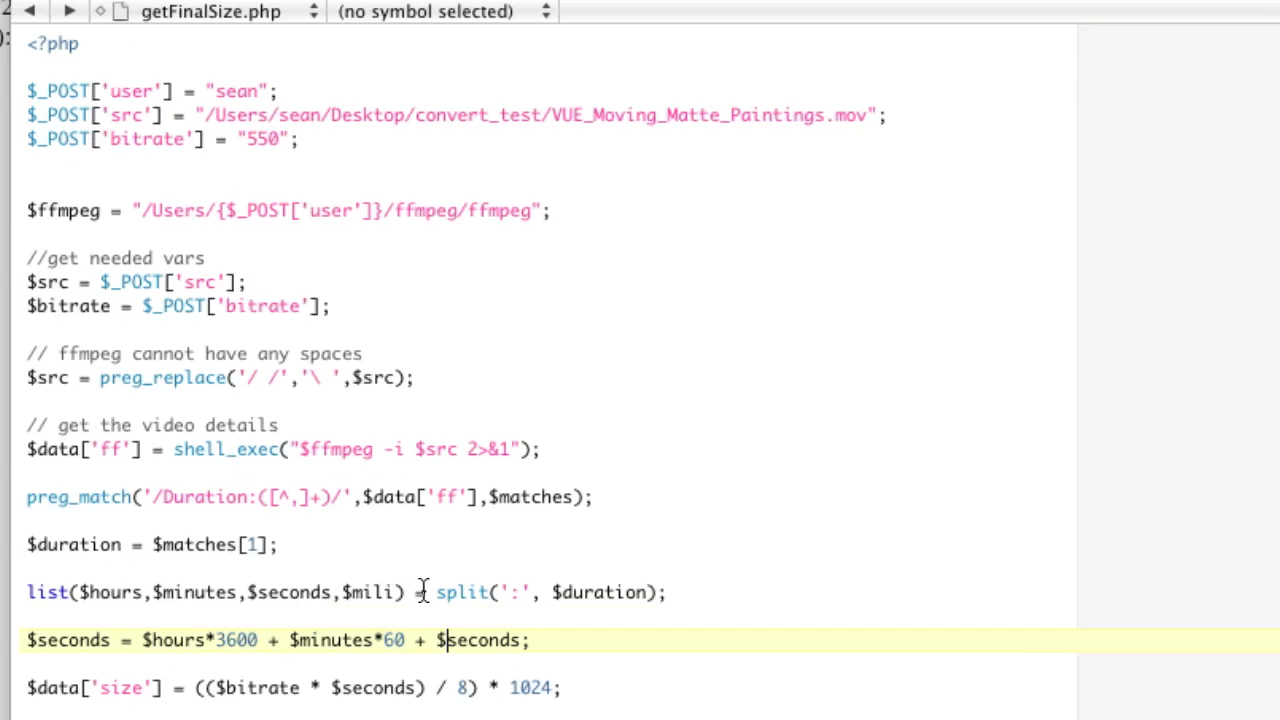 getFinalSize.php (no symbol selected)
<?php
$_POST['user'] = "sean";
$_POST['src'] = "/Users/sean/Desktop/convert_test/VUE_Moving_Matte_Paintings.mov";
$_POST['bitrate'] = "550";
$ffmpeg = "/Users/{$_POST['user']}/ffmpeg/ffmpeg";
//get needed vars
$src = $_POST['src'];
$bitrate = $_POST['bitrate'];
// ffmpeg cannot have any spaces
$src = preg_replace('/ /','\ ',$src);
// get the video details
$data['ff'] = shell_exec("$ffmpeg -i $src 2>&1");
preg_match('/Duration:([^,]+)/',$data['ff'],$matches);
$duration = $matches[1];
list($hours,$minutes,$seconds,$mili) = split(':', $duration);
$seconds = $hours*3600 + $minutes*60 + $seconds;
$data['size'] = (($bitrate * $seconds) / 8) * 1024;